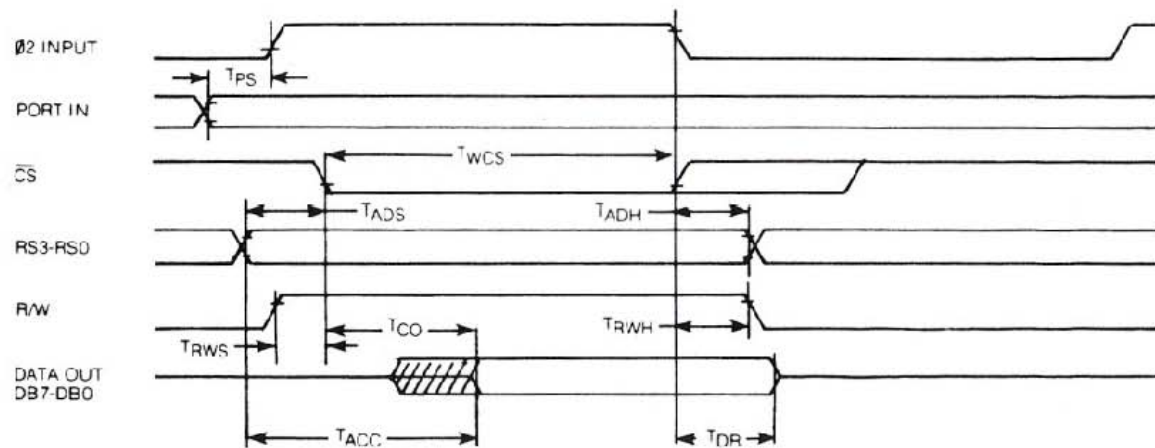 Ø2 INPUT
TPS
PORT IN
TWCS
CS
TADS
TADH
RS3-RS0
R/W
TCO
TRWH
TRWS
DATA OUT
DB7-DB0
TACC
TDR